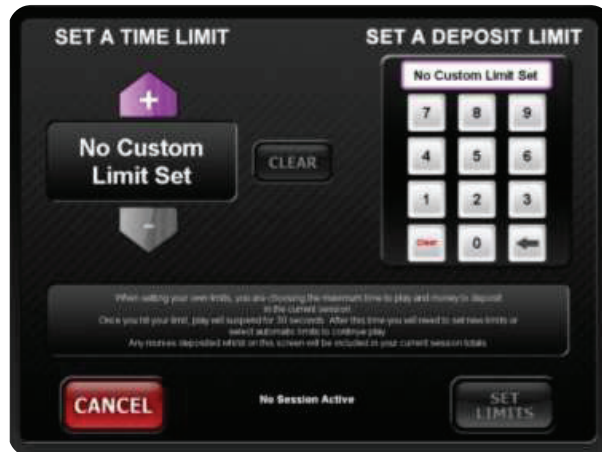 SET A TIME LIMIT
SET A DEPOSIT LIMIT
+
No Custom
Limit Set
-
CLEAR
No Custom Limit Set
7 8 9
4 5 6
1 2 3
Clear 0
When setting your own limits, you are choosing the maximum time to play and money to deposit
in the current session
Once you hit your limit, play will suspend for 30 seconds. After this time you will need to set new limits or
select automatic limits to continue play
Any monies deposited whilst on this screen will be included in your current session totals
CANCEL
No Session Active
SET
LIMITS